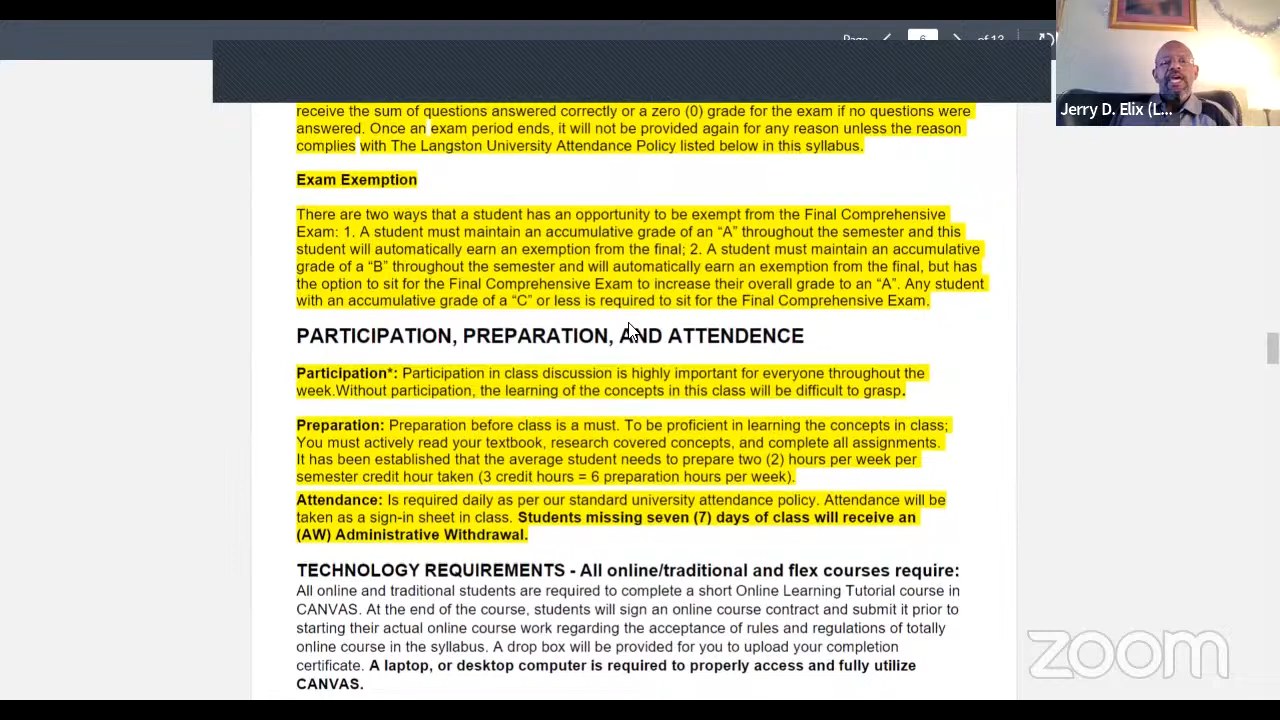 Page 6 of 13
Jerry D. Elix (L...
receive the sum of questions answered correctly or a zero (0) grade for the exam if no questions were
answered. Once an exam period ends, it will not be provided again for any reason unless the reason
complies with The Langston University Attendance Policy listed below in this syllabus.
Exam Exemption
There are two ways that a student has an opportunity to be exempt from the Final Comprehensive
Exam: 1. A student must maintain an accumulative grade of an “A” throughout the semester and this
student will automatically earn an exemption from the final; 2. A student must maintain an accumulative
grade of a “B” throughout the semester and will automatically earn an exemption from the final, but has
the option to sit for the Final Comprehensive Exam to increase their overall grade to an “A”. Any student
with an accumulative grade of a “C” or less is required to sit for the Final Comprehensive Exam.
PARTICIPATION, PREPARATION, AND ATTENDENCE
Participation*: Participation in class discussion is highly important for everyone throughout the
week.Without participation, the learning of the concepts in this class will be difficult to grasp.
Preparation: Preparation before class is a must. To be proficient in learning the concepts in class;
You must actively read your textbook, research covered concepts, and complete all assignments.
It has been established that the average student needs to prepare two (2) hours per week per
semester credit hour taken (3 credit hours = 6 preparation hours per week).
Attendance: Is required daily as per our standard university attendance policy. Attendance will be
taken as a sign-in sheet in class. Students missing seven (7) days of class will receive an
(AW) Administrative Withdrawal.
TECHNOLOGY REQUIREMENTS - All online/traditional and flex courses require:
All online and traditional students are required to complete a short Online Learning Tutorial course in
CANVAS. At the end of the course, students will sign an online course contract and submit it prior to
starting their actual online course work regarding the acceptance of rules and regulations of totally
online course in the syllabus. A drop box will be provided for you to upload your completion
certificate. A laptop, or desktop computer is required to properly access and fully utilize
CANVAS.
zoom